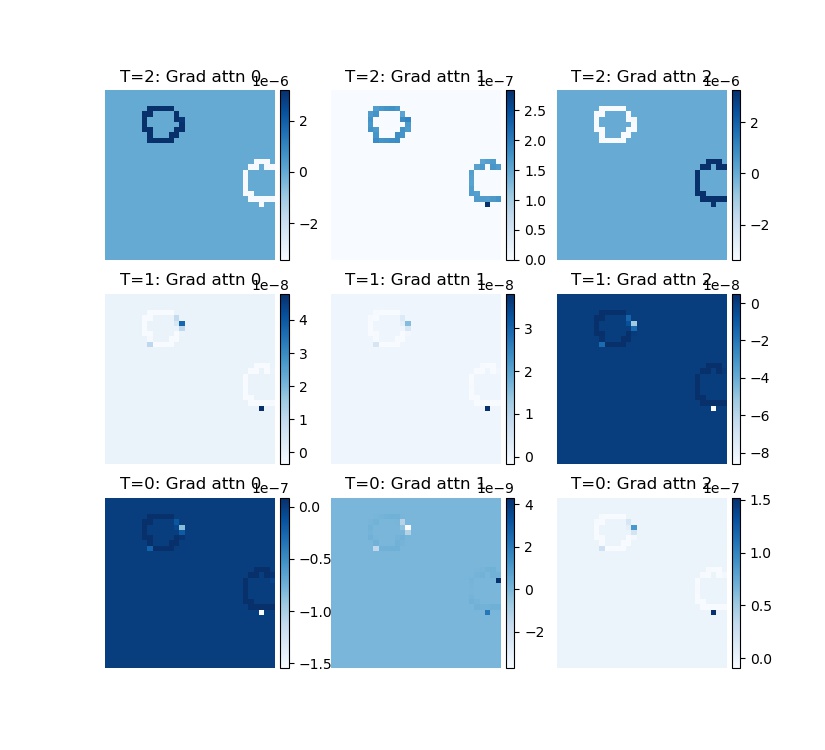 T=2: Grad attn 0
1e−6
2
0
−2
T=2: Grad attn 1
1e−7
2.5
2.0
1.5
1.0
0.5
0.0
T=2: Grad attn 2
1e−6
2
0
−2
T=1: Grad attn 0
1e−8
4
3
2
1
0
T=1: Grad attn 1
1e−8
3
2
1
0
T=1: Grad attn 2
1e−8
0
−2
−4
−6
−8
T=0: Grad attn 0
1e−7
0.0
−0.5
−1.0
−1.5
T=0: Grad attn 1
1e−9
4
2
0
−2
T=0: Grad attn 2
1e−7
1.5
1.0
0.5
0.0